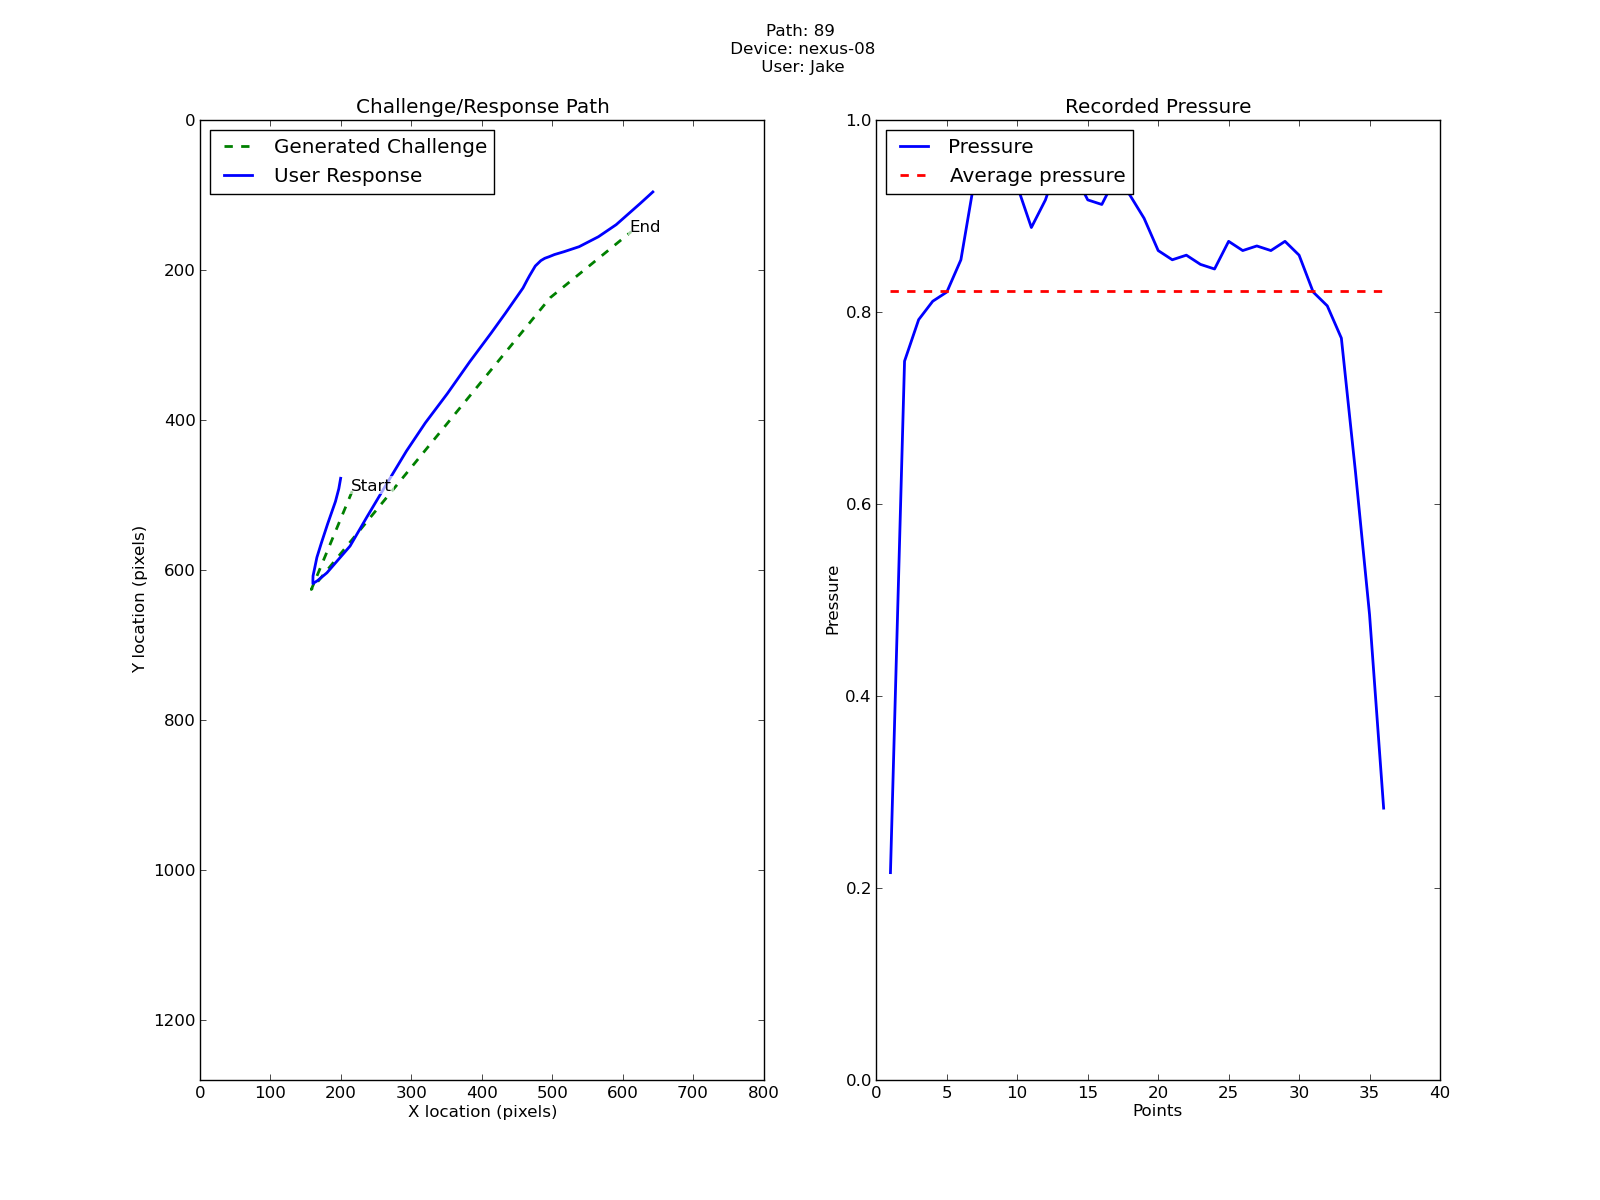 Path: 89
Device: nexus-08
User: Jake
Challenge/Response Path
Generated Challenge
User Response
End
Start
0
200
400
600
800
1000
1200
Y location (pixels)
0 100 200 300 400 500 600 700 800
X location (pixels)
Recorded Pressure
Pressure
Average pressure
1.0
0.8
0.6
0.4
0.2
0.0
Pressure
0 5 10 15 20 25 30 35 40
Points